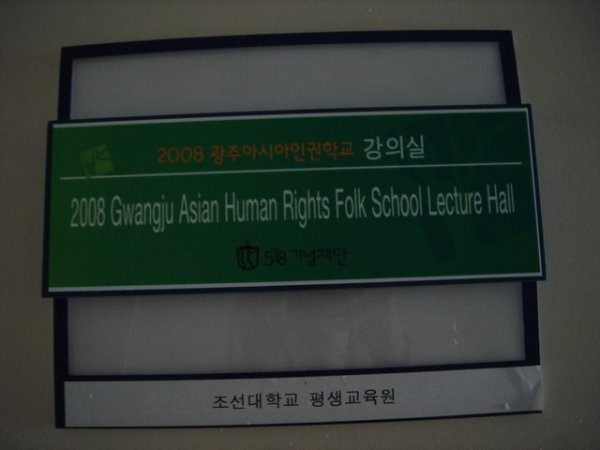 2008 광주아시아인권학교 강의실
2008 Gwangju Asian Human Rights Folk School Lecture Hall
5·18 기념재단
조선대학교 평생교육원